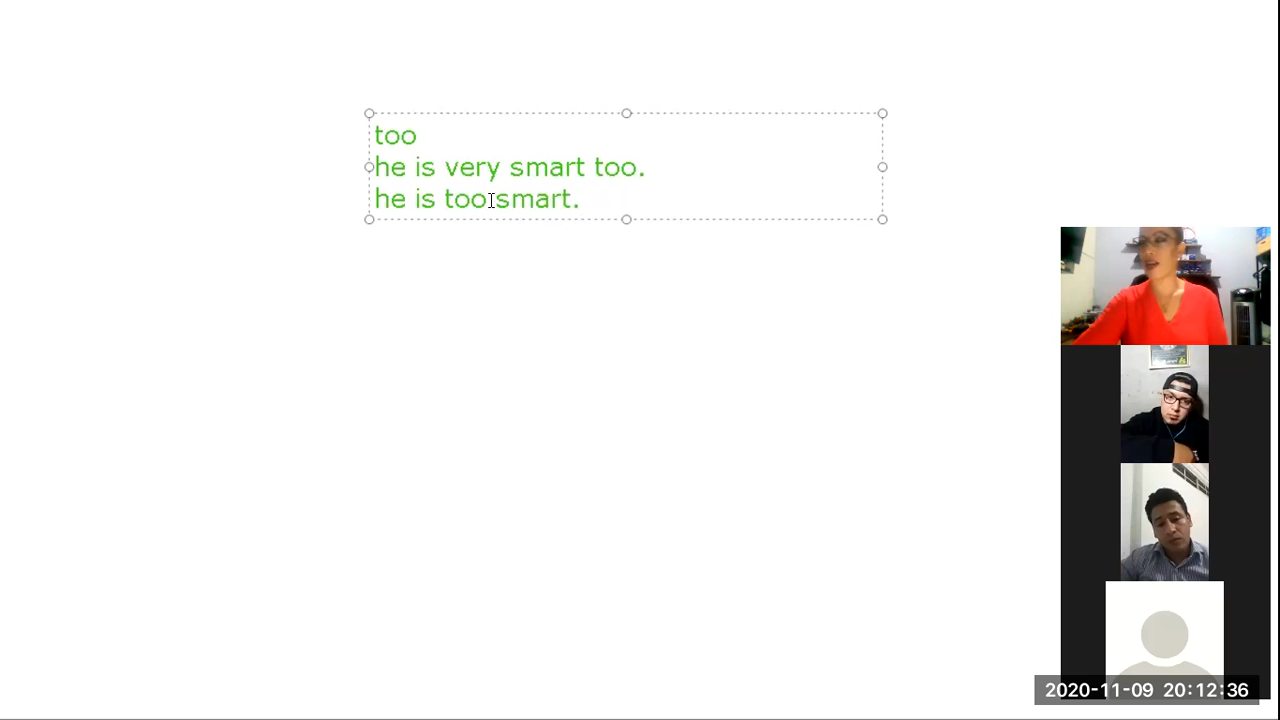 too
he is very smart too.
he is too smart.
2020-11-09 20:12:36